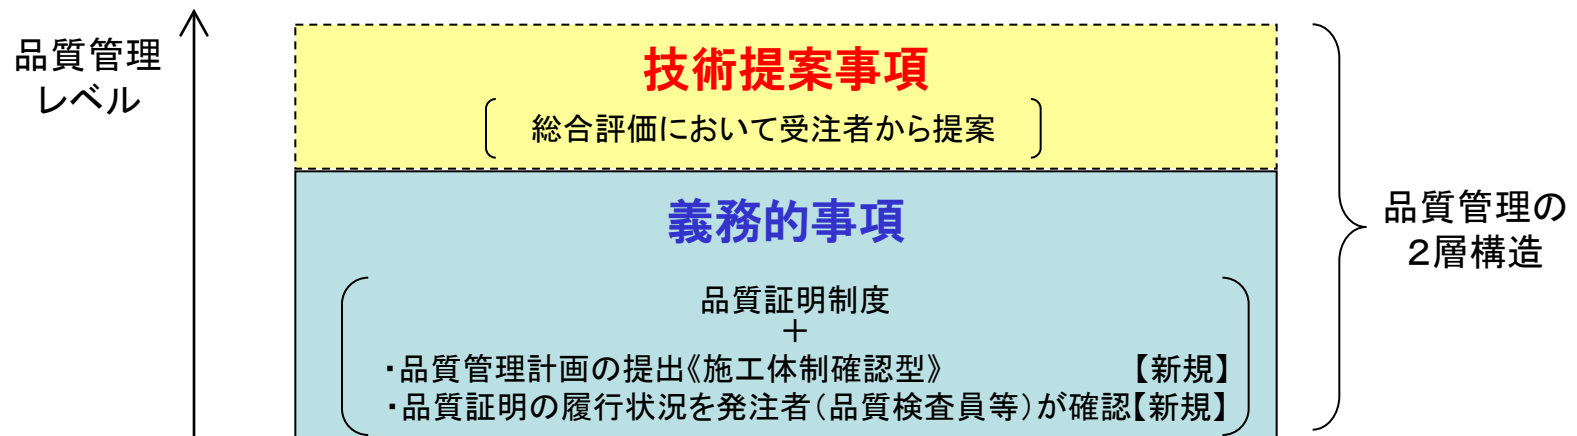 品質管理
レベル
技術提案事項
総合評価において受注者から提案
義務的事項
品質証明制度
＋
・品質管理計画の提出《施工体制確認型》　【新規】
・品質証明の履行状況を発注者（品質検査員等）が確認【新規】
品質管理の
２層構造